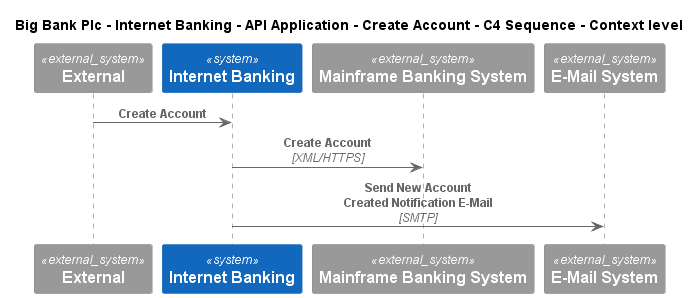 Big Bank Plc - Internet Banking - API Application - Create Account - C4 Sequence - Context level
«external_system» «system» «external_system» «external_system»
External Internet Banking Mainframe Banking System E-Mail System
Create Account
Create Account
[XML/HTTPS]
Send New Account
Created Notification E-Mail
[SMTP]
«external_system» «system» «external_system» «external_system»
External Internet Banking Mainframe Banking System E-Mail System